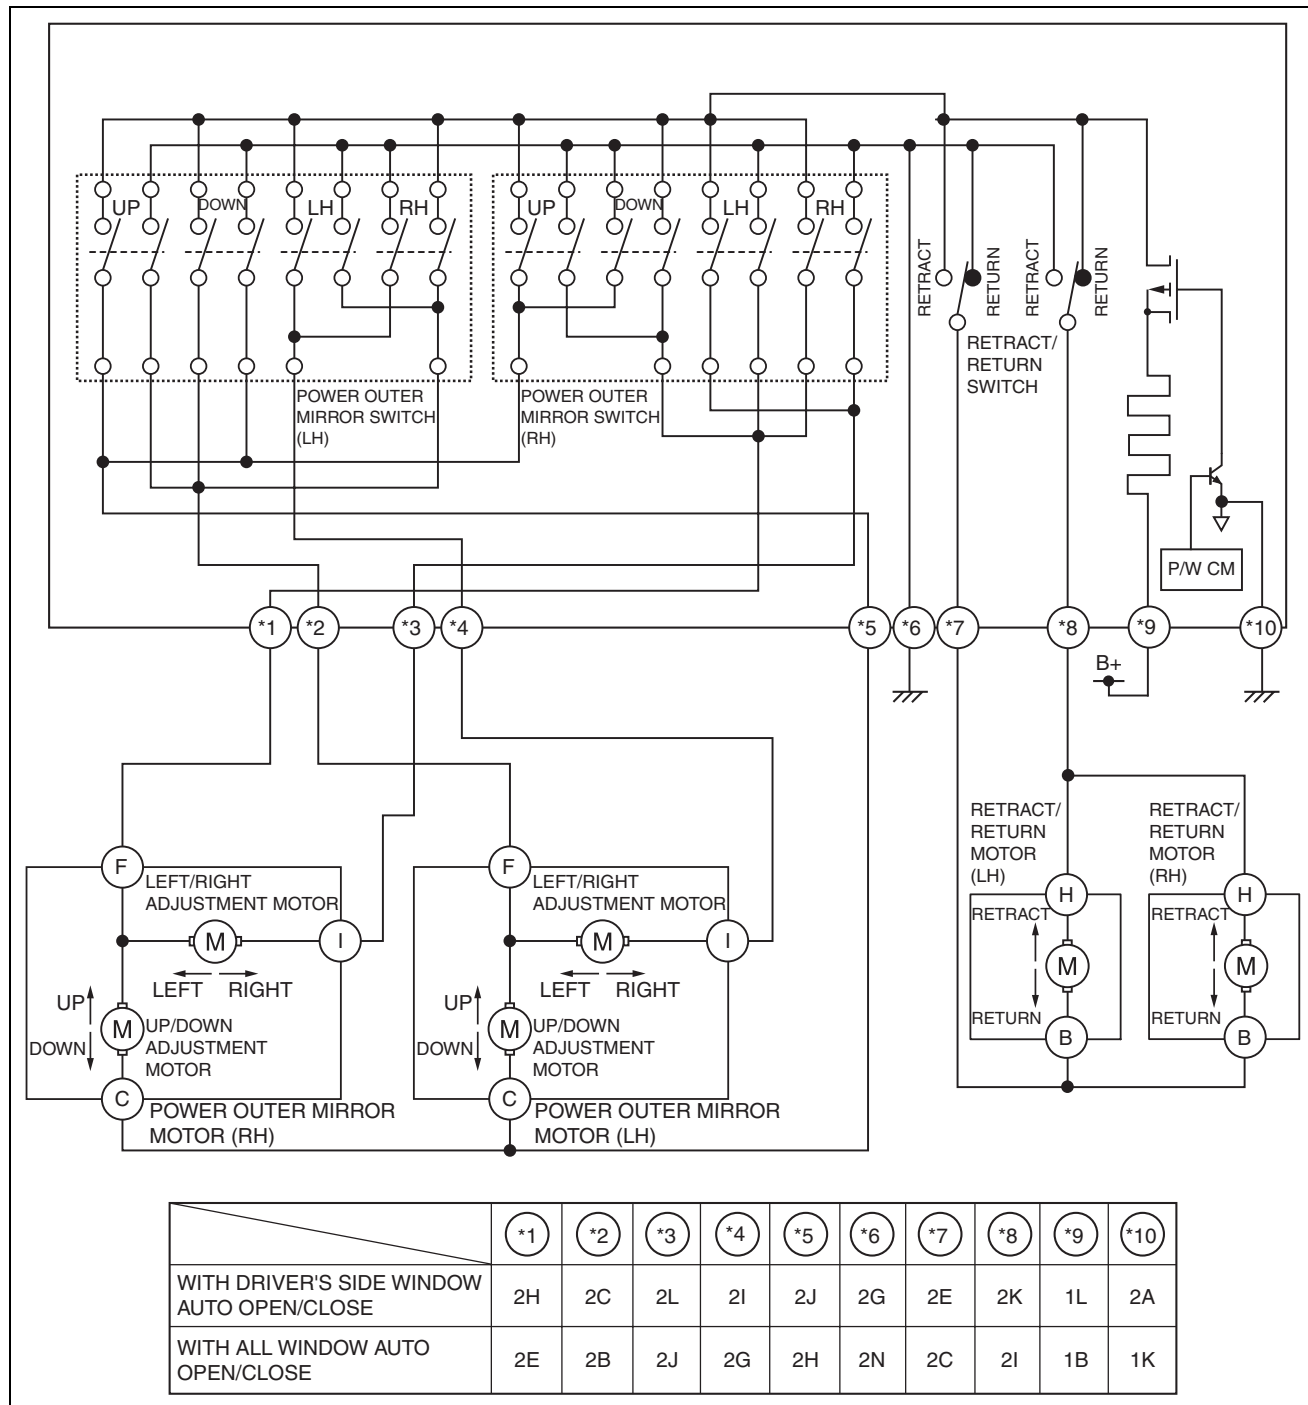 UP DOWN LH RH UP DOWN LH RH
RETRACT
RETURN
RETRACT
RETURN
RETRACT/
RETURN
SWITCH
POWER OUTER
MIRROR SWITCH
(LH)
POWER OUTER
MIRROR SWITCH
(RH)
P/W CM
*1 *2 *3 *4 *5 *6 *7 *8 *9 *10
B+
F
LEFT/RIGHT
ADJUSTMENT MOTOR
M
I
LEFT RIGHT
UP
DOWN
M
UP/DOWN
ADJUSTMENT
MOTOR
C
POWER OUTER MIRROR
MOTOR (RH)
F
LEFT/RIGHT
ADJUSTMENT MOTOR
M
I
LEFT RIGHT
UP
DOWN
M
UP/DOWN
ADJUSTMENT
MOTOR
C
POWER OUTER MIRROR
MOTOR (LH)
RETRACT/
RETURN
MOTOR
(LH)
H
RETRACT
M
RETURN
B
RETRACT/
RETURN
MOTOR
(RH)
H
RETRACT
M
RETURN
B
*1 *2 *3 *4 *5 *6 *7 *8 *9 *10
WITH DRIVER'S SIDE WINDOW
AUTO OPEN/CLOSE
2H 2C 2L 2I 2J 2G 2E 2K 1L 2A
WITH ALL WINDOW AUTO
OPEN/CLOSE
2E 2B 2J 2G 2H 2N 2C 2I 1B 1K